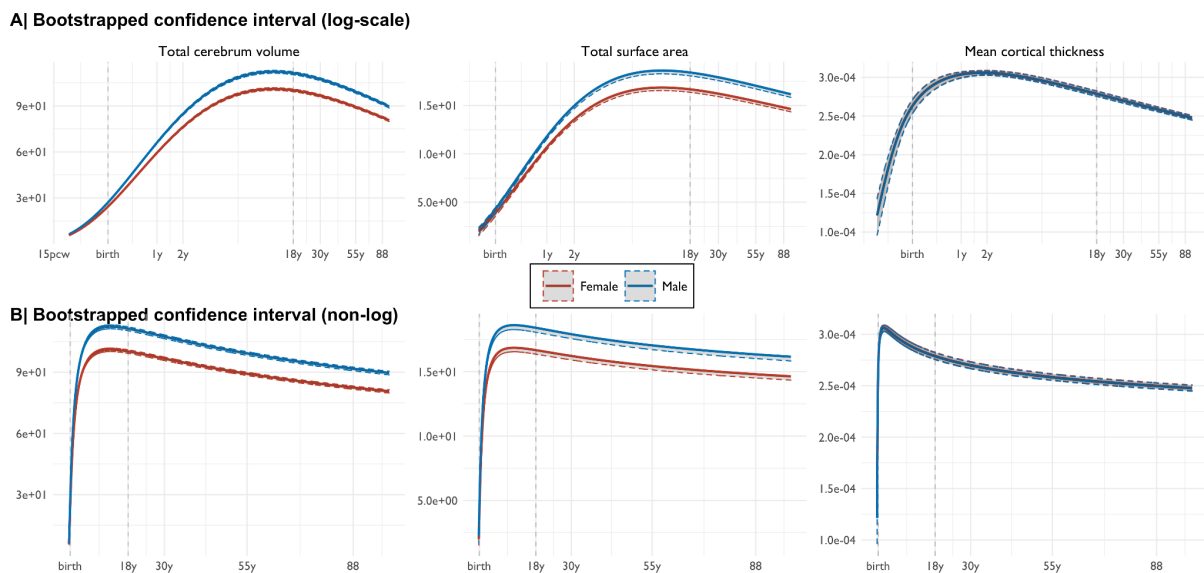 A| Bootstrapped confidence interval (log-scale)
Total cerebrum volume
Total surface area
Mean cortical thickness
9e+01
6e+01
3e+01
15pcw birth 1y 2y 18y 30y 55y 88
1.5e+01
1.0e+01
5.0e+00
birth 1y 2y 18y 30y 55y 88
3.0e-04
2.5e-04
2.0e-04
1.5e-04
1.0e-04
birth 1y 2y 18y 30y 55y 88
Female Male
B| Bootstrapped confidence interval (non-log)
9e+01
6e+01
3e+01
birth 18y 30y 55y 88
1.5e+01
1.0e+01
5.0e+00
birth 18y 30y 55y 88
3.0e-04
2.5e-04
2.0e-04
1.5e-04
1.0e-04
birth 18y 30y 55y 88